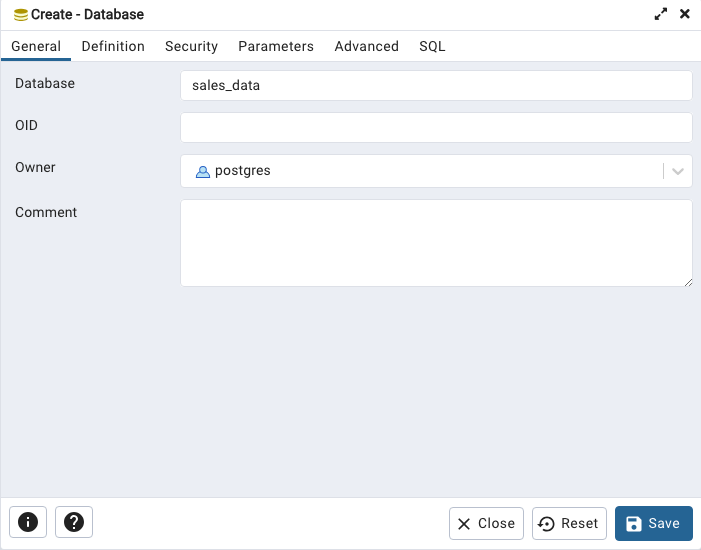 Create - Database
General Definition Security Parameters Advanced SQL
Database sales_data
OID
Owner postgres
Comment
Close Reset Save